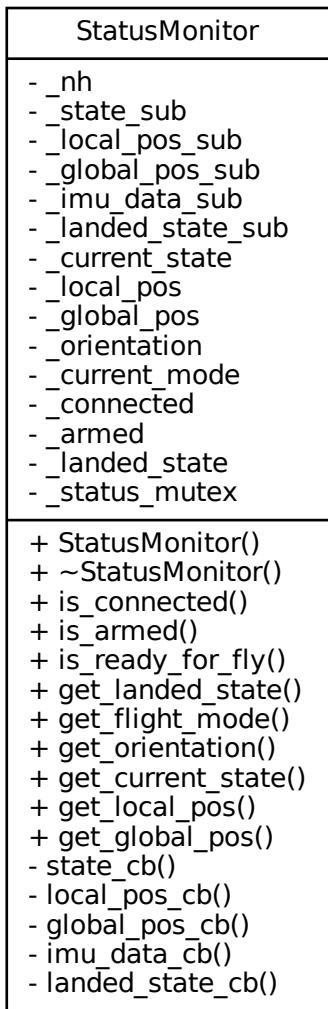 StatusMonitor
- _nh
- _state_sub
- _local_pos_sub
- _global_pos_sub
- _imu_data_sub
- _landed_state_sub
- _current_state
- _local_pos
- _global_pos
- _orientation
- _current_mode
- _connected
- _armed
- _landed_state
- _status_mutex
+ StatusMonitor()
+ ~StatusMonitor()
+ is_connected()
+ is_armed()
+ is_ready_for_fly()
+ get_landed_state()
+ get_flight_mode()
+ get_orientation()
+ get_current_state()
+ get_local_pos()
+ get_global_pos()
- state_cb()
- local_pos_cb()
- global_pos_cb()
- imu_data_cb()
- landed_state_cb()